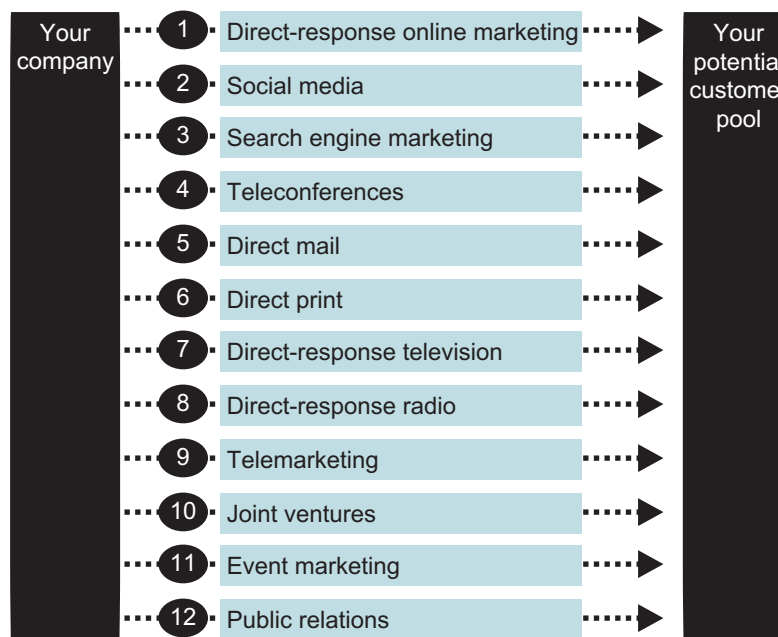 Your
company
1 Direct-response online marketing
2 Social media
3 Search engine marketing
4 Teleconferences
5 Direct mail
6 Direct print
7 Direct-response television
8 Direct-response radio
9 Telemarketing
10 Joint ventures
11 Event marketing
12 Public relations
Your
potentia
custome
pool